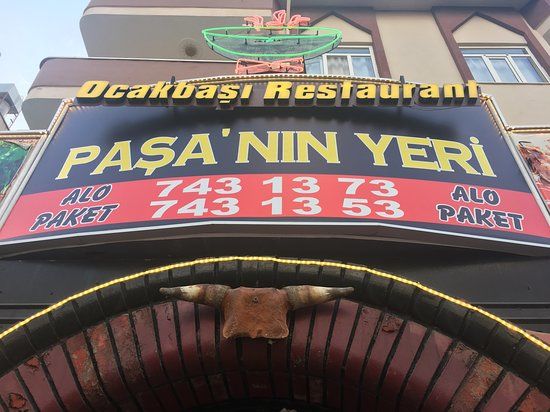 Ocakbaşı Restaurant
PAŞA'NIN YERİ
ALO PAKET 743 13 73 ALO PAKET
743 13 53